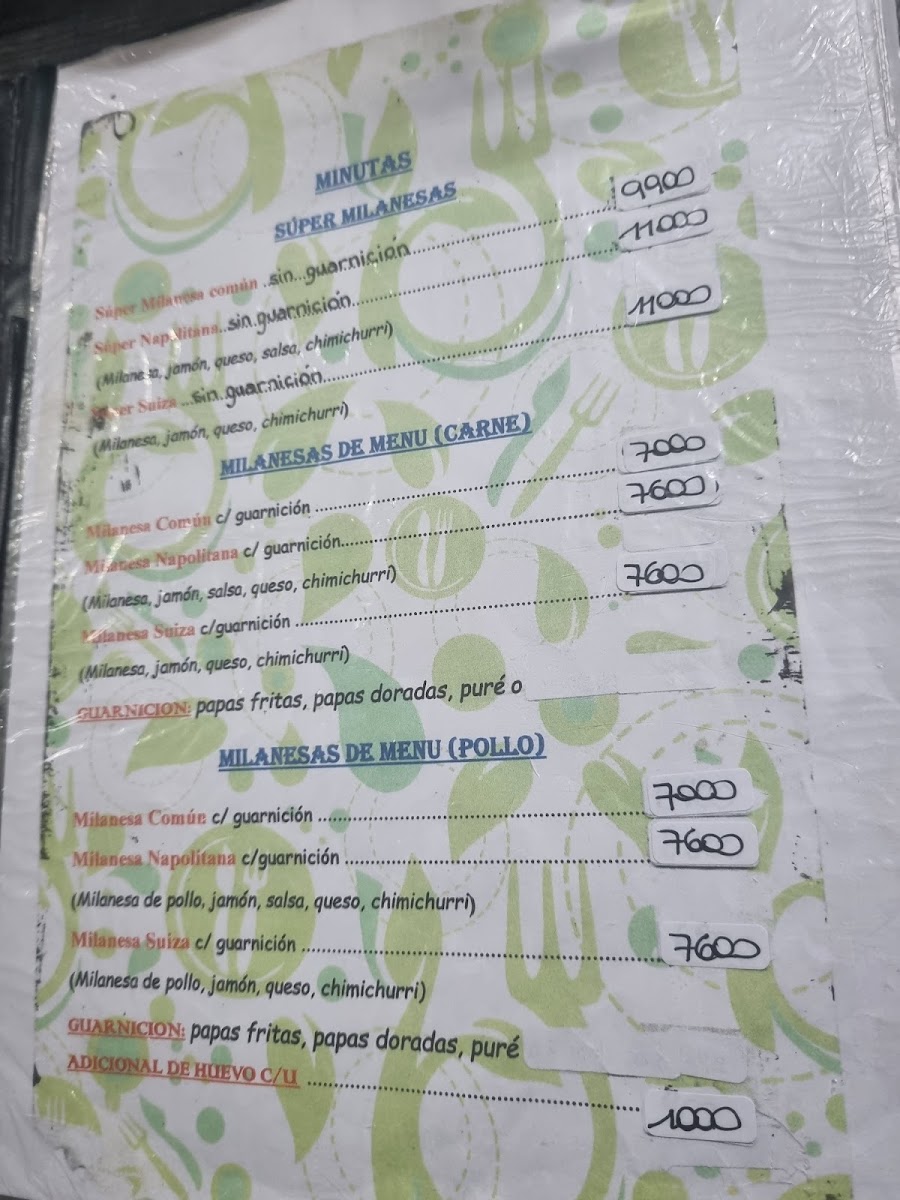 MINUTAS
SÚPER MILANESAS
Súper Milanesa común ..sin...guarnición.......... 9900
Súper Napolitana..sin.guarnición.......... 11000
(Milanesa, jamón, queso, salsa, chimichurri)
Súper Suiza ...sin.guarnición.......... 11000
(Milanesa, jamón, queso, chimichurri)
MILANESAS DE MENU (CARNE)
Milanesa Común c/ guarnición .......... 7000
Milanesa Napolitana c/ guarnición.......... 7600
(Milanesa, jamón, salsa, queso, chimichurri)
Milanesa Suiza c/guarnición .......... 7600
(Milanesa, jamón, queso, chimichurri)
GUARNICION: papas fritas, papas doradas, puré o
MILANESAS DE MENU (POLLO)
Milanesa Común c/ guarnición .......... 7000
Milanesa Napolitana c/guarnición .......... 7600
(Milanesa de pollo, jamón, salsa, queso, chimichurri)
Milanesa Suiza c/ guarnición .......... 7600
(Milanesa de pollo, jamón, queso, chimichurri)
GUARNICION: papas fritas, papas doradas, puré
ADICIONAL DE HUEVO C/U .......... 1000